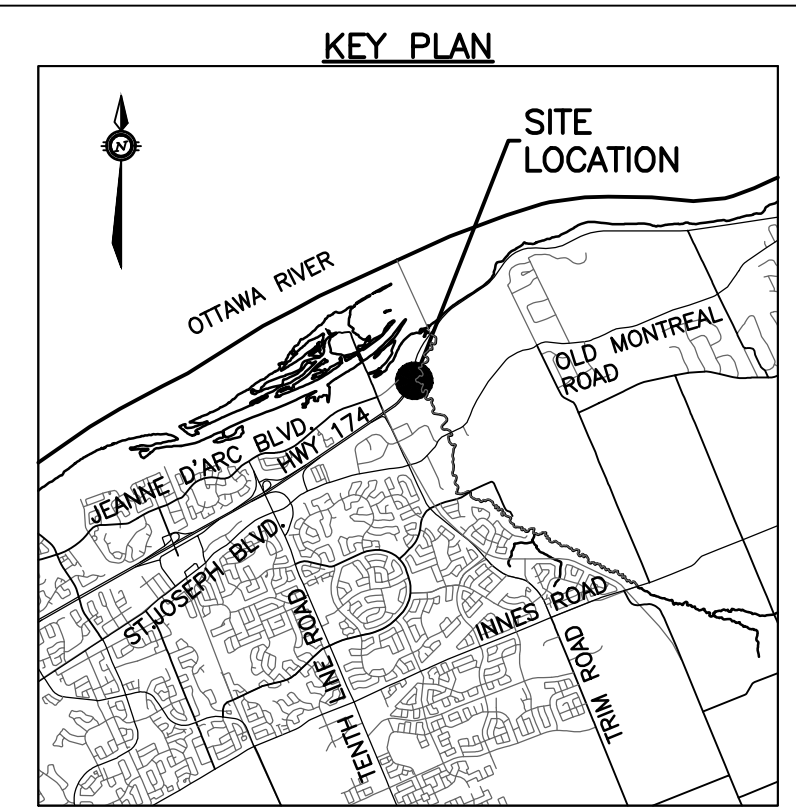 KEY PLAN
SITE
LOCATION
N
OTTAWA RIVER
OLD MONTREAL
ROAD
JEANNE D'ARC BLVD.
HWY 174
ST.JOSEPH BLVD.
TENTH LINE ROAD
INNES ROAD
TRIM ROAD